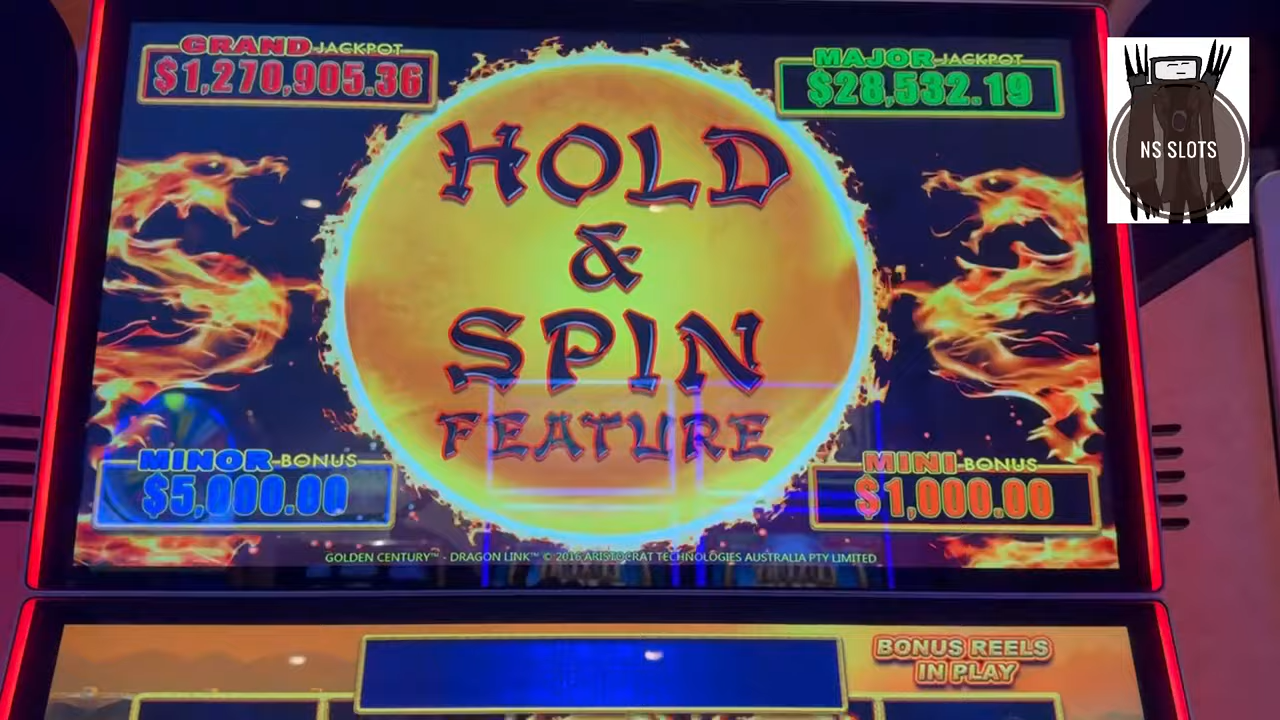 GRAND JACKPOT
$1,270,905.36
MAJOR JACKPOT
$28,532.19
NS SLOTS
HOLD
&
SPIN
FEATURE
MINOR BONUS
$5,000.00
MINI BONUS
$1,000.00
GOLDEN CENTURY™ - DRAGON LINK™ © 2016 ARISTOCRAT TECHNOLOGIES AUSTRALIA PTY LIMITED
BONUS REELS
IN PLAY